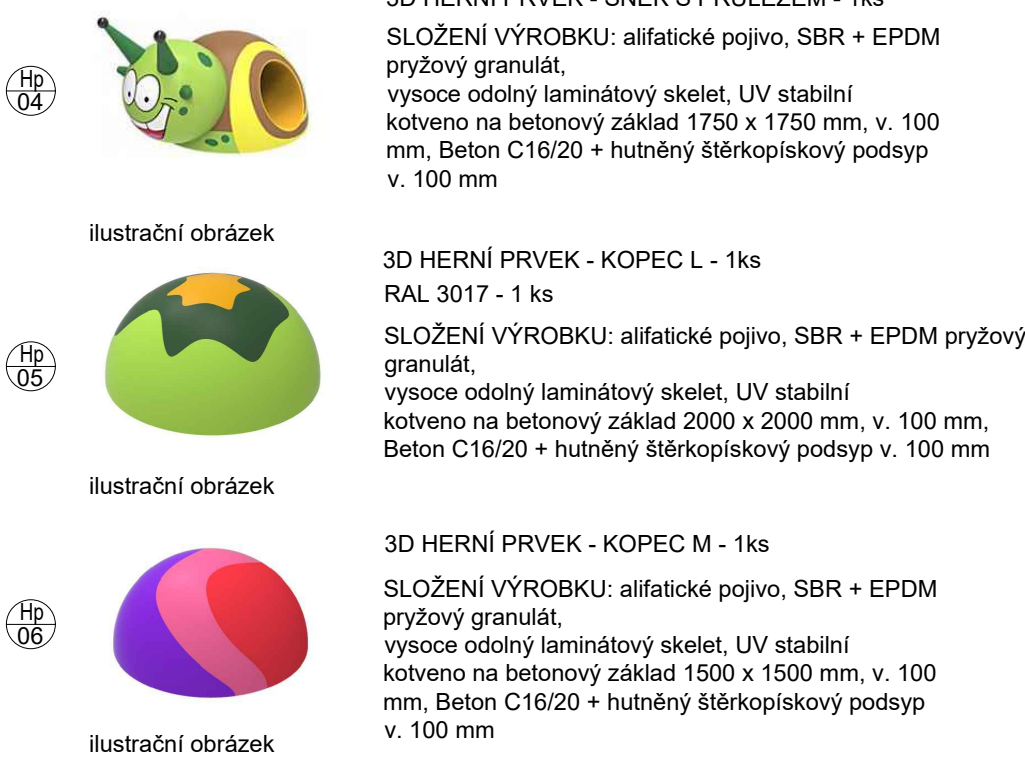 3D HERNÍ PRVEK - ŠNEK S PRŮLEZEM - 1ks
Hp
04
SLOŽENÍ VÝROBKU: alifatické pojivo, SBR + EPDM
pryžový granulát,
vysoce odolný laminátový skelet, UV stabilní
kotveno na betonový základ 1750 x 1750 mm, v. 100
mm, Beton C16/20 + hutněný štěrkopískový podsyp
v. 100 mm
ilustrační obrázek
3D HERNÍ PRVEK - KOPEC L - 1ks
RAL 3017 - 1 ks
Hp
05
SLOŽENÍ VÝROBKU: alifatické pojivo, SBR + EPDM pryžový
granulát,
vysoce odolný laminátový skelet, UV stabilní
kotveno na betonový základ 2000 x 2000 mm, v. 100 mm,
Beton C16/20 + hutněný štěrkopískový podsyp v. 100 mm
ilustrační obrázek
3D HERNÍ PRVEK - KOPEC M - 1ks
Hp
06
SLOŽENÍ VÝROBKU: alifatické pojivo, SBR + EPDM
pryžový granulát,
vysoce odolný laminátový skelet, UV stabilní
kotveno na betonový základ 1500 x 1500 mm, v. 100
mm, Beton C16/20 + hutněný štěrkopískový podsyp
v. 100 mm
ilustrační obrázek